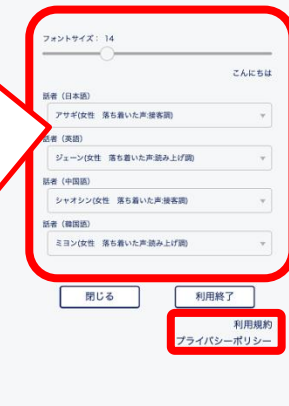 フォントサイズ: 14
こんにちは
話者 (日本語)
アサギ(女性 落ち着いた声:接客調)
話者 (英語)
ジェーン(女性 落ち着いた声:読み上げ調)
話者 (中国語)
シャオシン(女性 落ち着いた声:接客調)
話者 (韓国語)
ミヨン(女性 落ち着いた声:読み上げ調)
閉じる 利用終了
利用規約
プライバシーポリシー